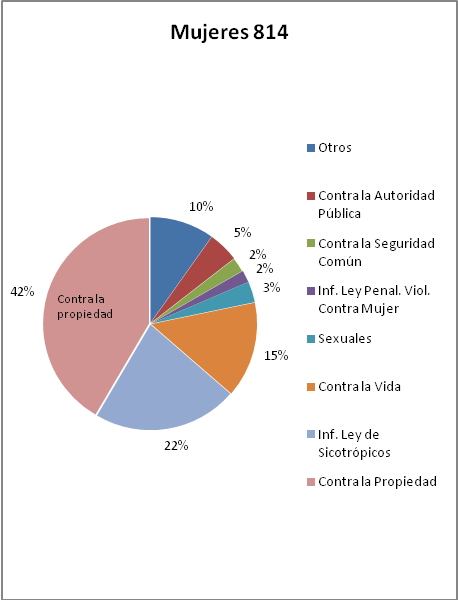 Mujeres 814
10%
5%
2%
2%
3%
15%
22%
42%
Contra la
propiedad
Otros
Contra la Autoridad
Pública
Contra la Seguridad
Común
Inf. Ley Penal. Viol.
Contra Mujer
Sexuales
Contra la Vida
Inf. Ley de
Sicotrópicos
Contra la Propiedad